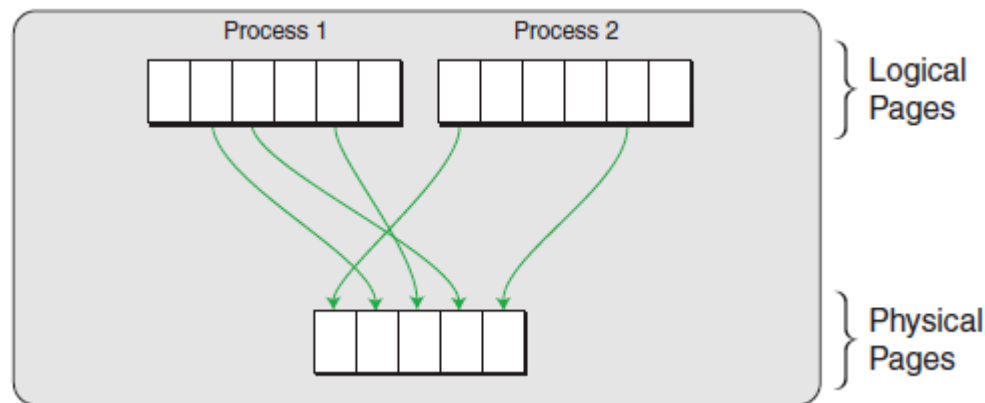 Process 1
Process 2
Logical
Pages
Physical
Pages